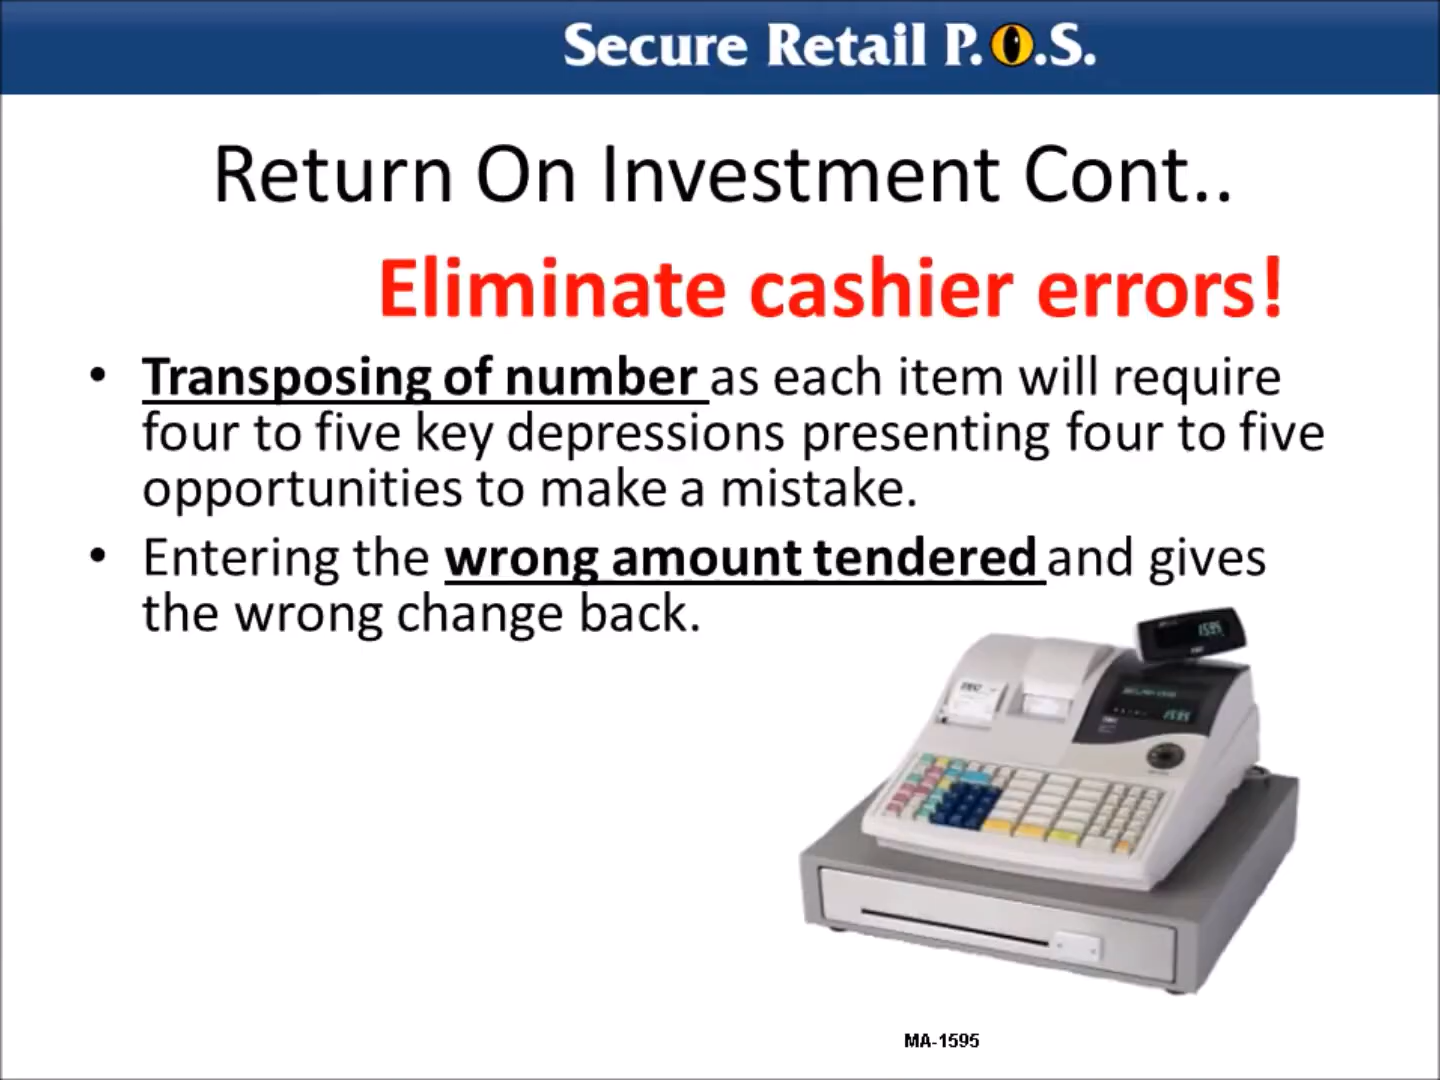 Secure Retail P.O.S.
Return On Investment Cont..
Eliminate cashier errors!
• Transposing of number as each item will require
four to five key depressions presenting four to five
opportunities to make a mistake.
• Entering the wrong amount tendered and gives
the wrong change back.
1595
1595
MA-1595